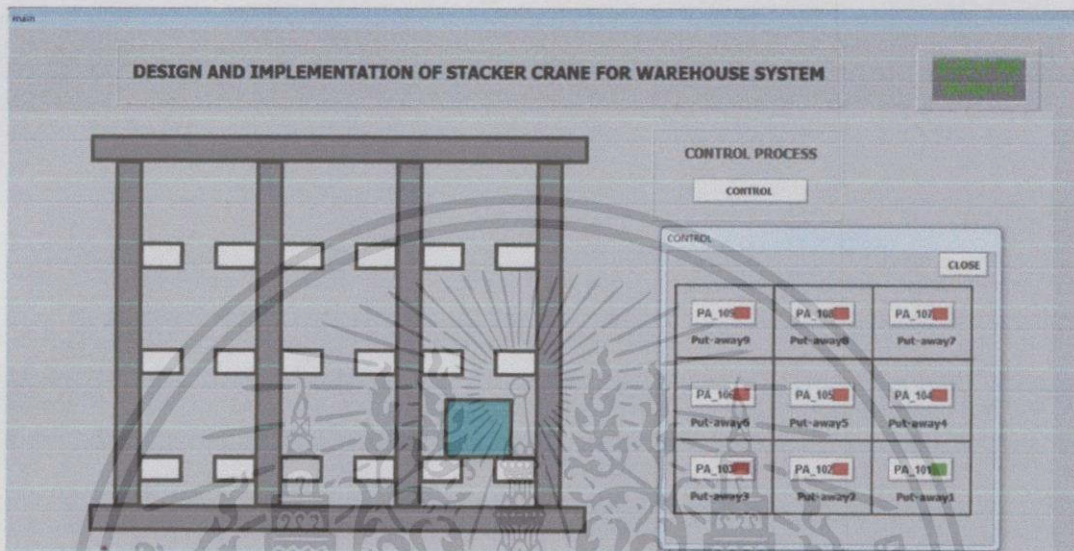 main
DESIGN AND IMPLEMENTATION OF STACKER CRANE FOR WAREHOUSE SYSTEM
CONTROL PROCESS
CONTROL
CONTROL
CLOSE
PA_109 PA_108 PA_107
Put-away9 Put-away8 Put-away7
PA_106 PA_105 PA_104
Put-away6 Put-away5 Put-away4
PA_103 PA_102 PA_101
Put-away3 Put-away2 Put-away1